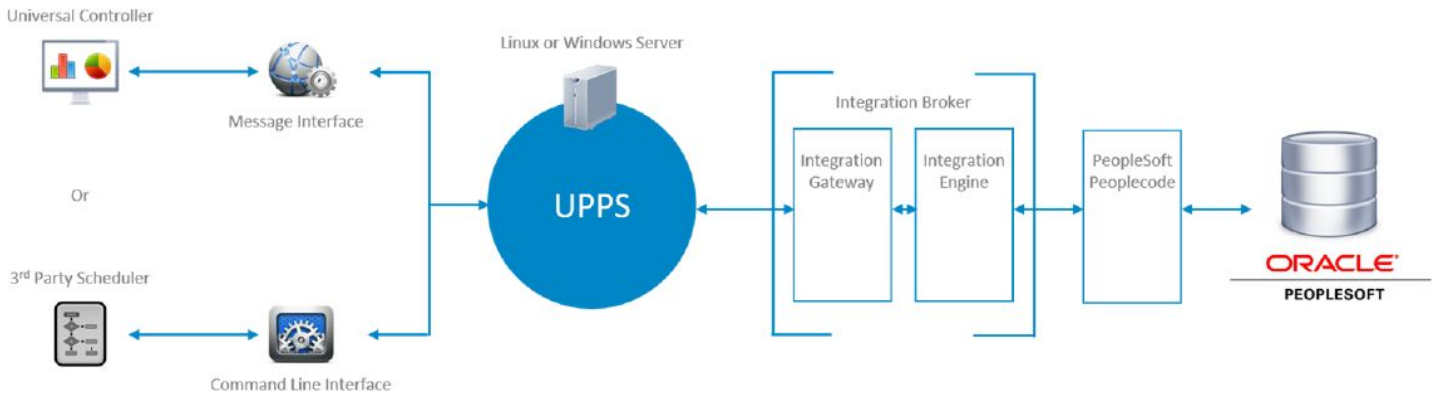 Universal Controller
Message Interface
Or
3rd Party Scheduler
Command Line Interface
Linux or Windows Server
UPPS
Integration Broker
Integration
Gateway
Integration
Engine
PeopleSoft
Peoplecode
ORACLE®
PEOPLESOFT